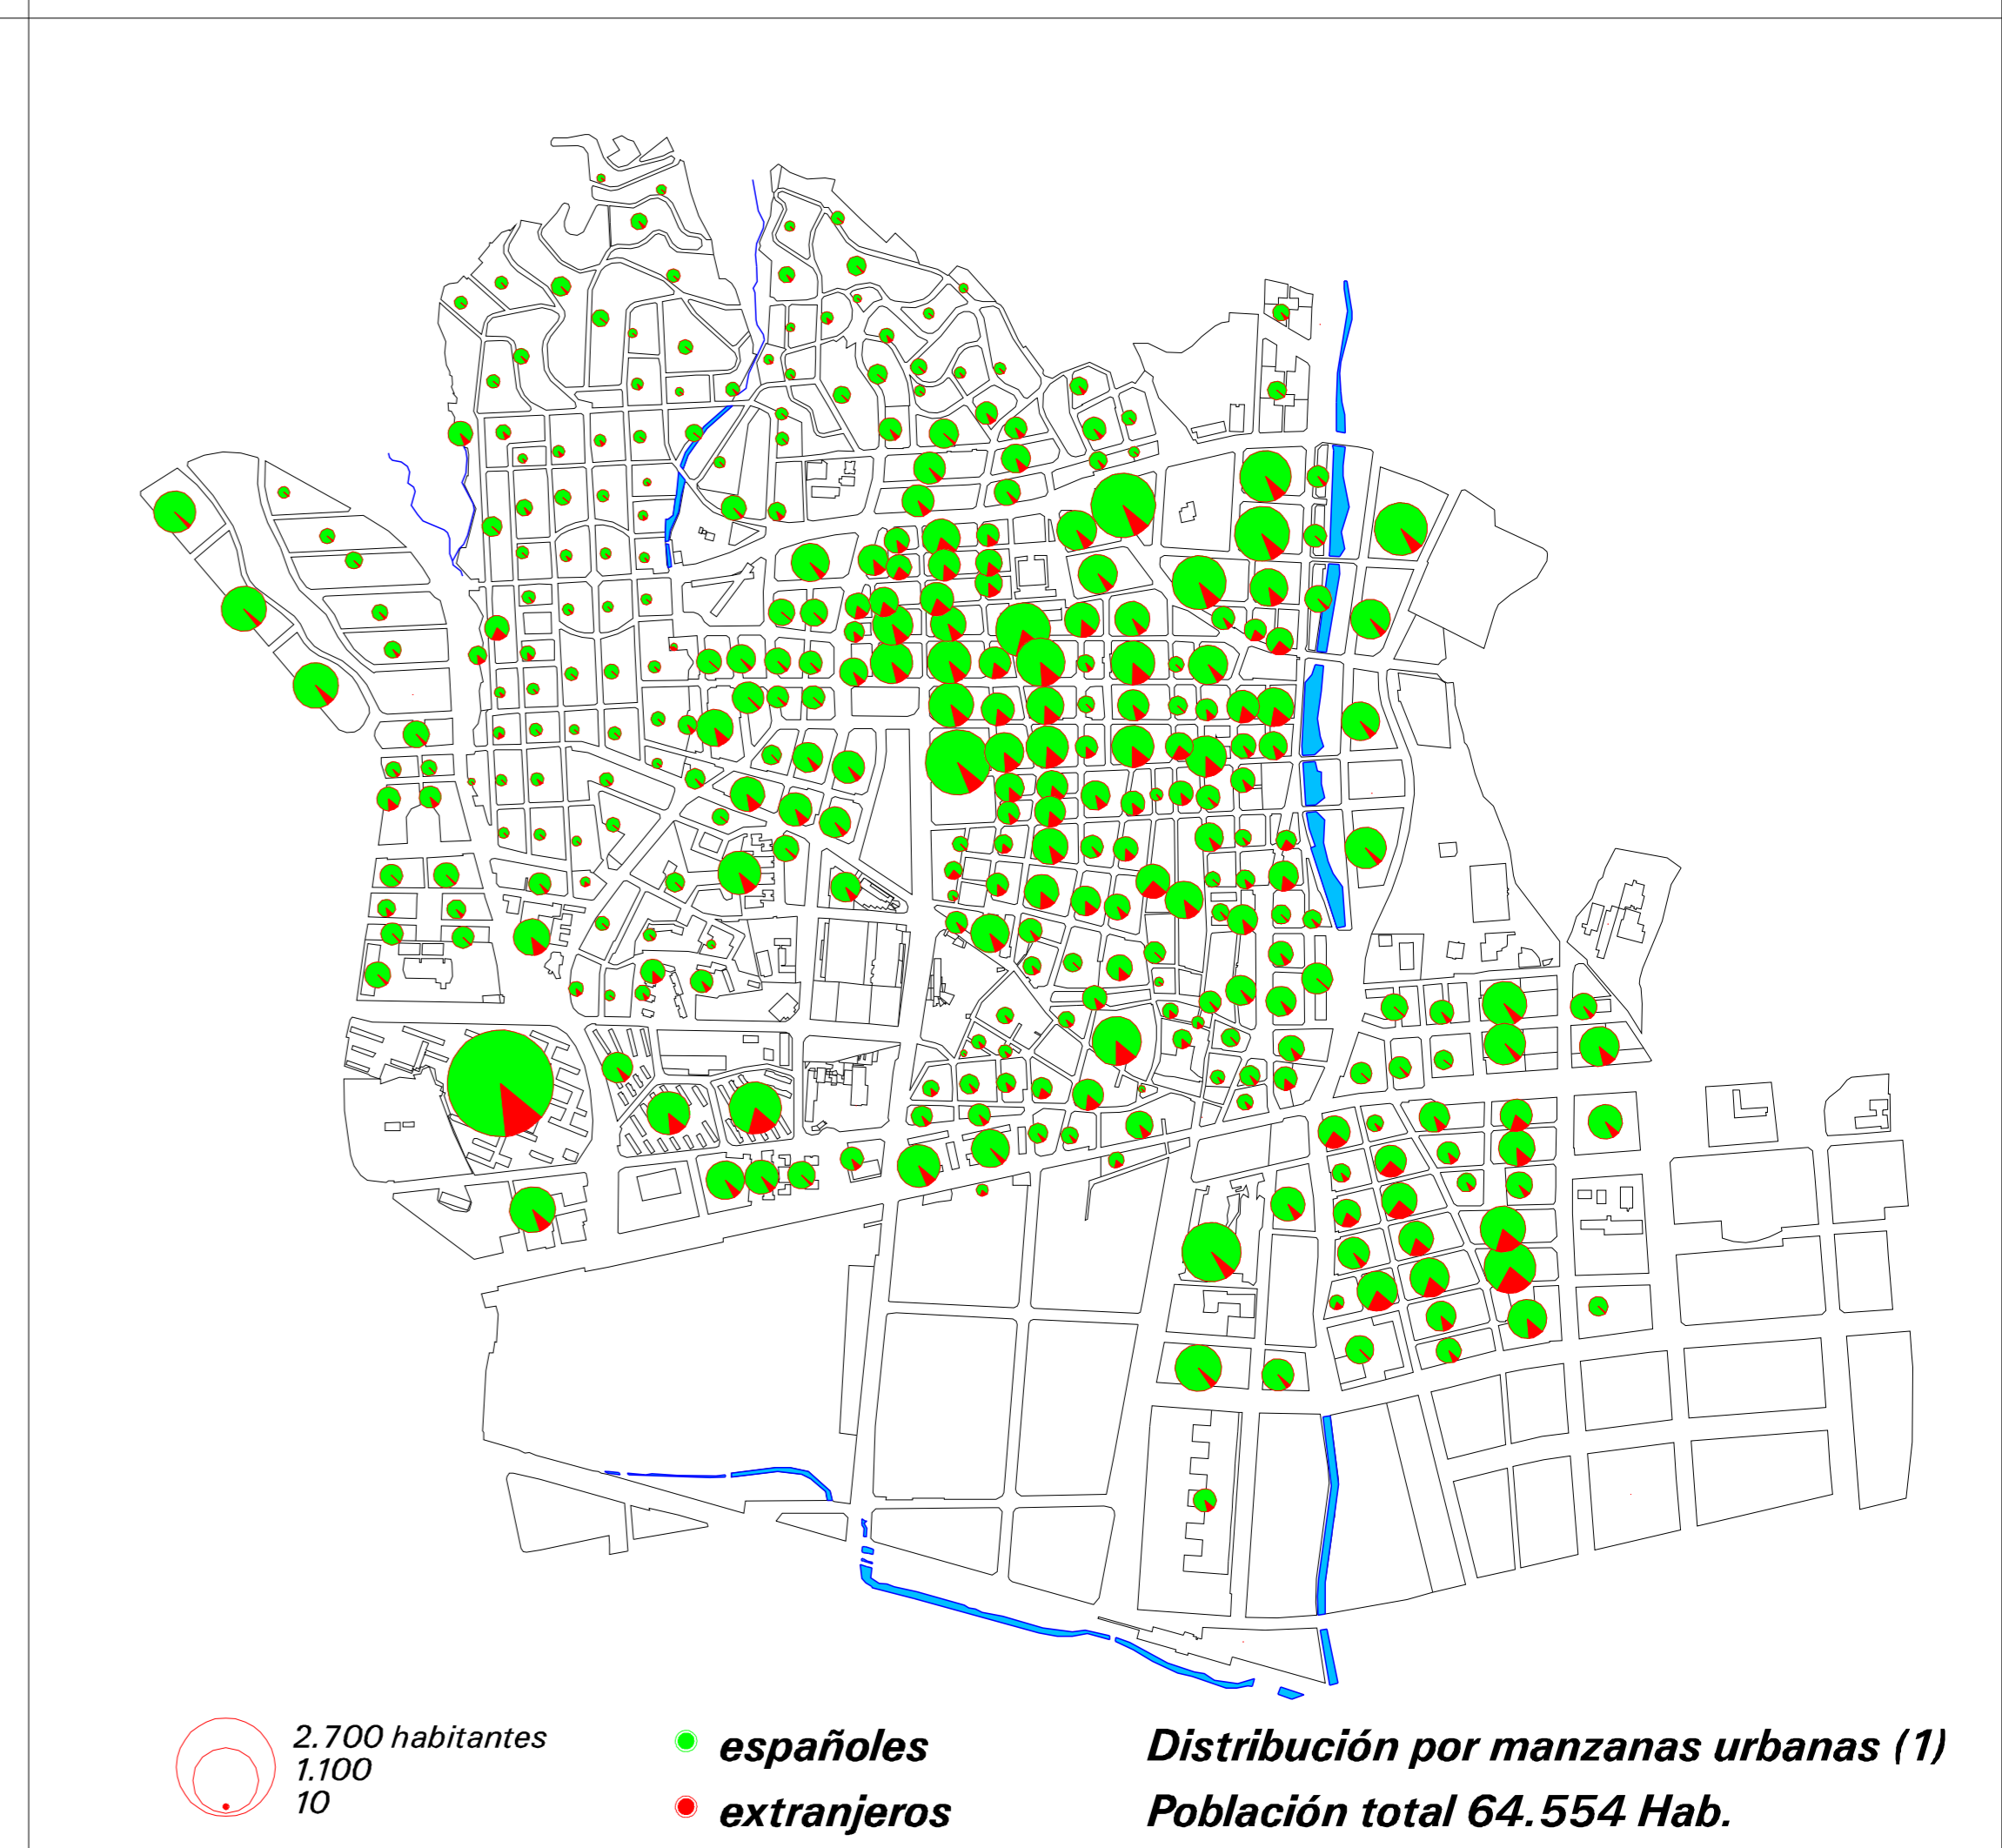 2.700 habitantes
1.100
10
españoles
extranjeros
Distribución por manzanas urbanas (1)
Población total 64.554 Hab.